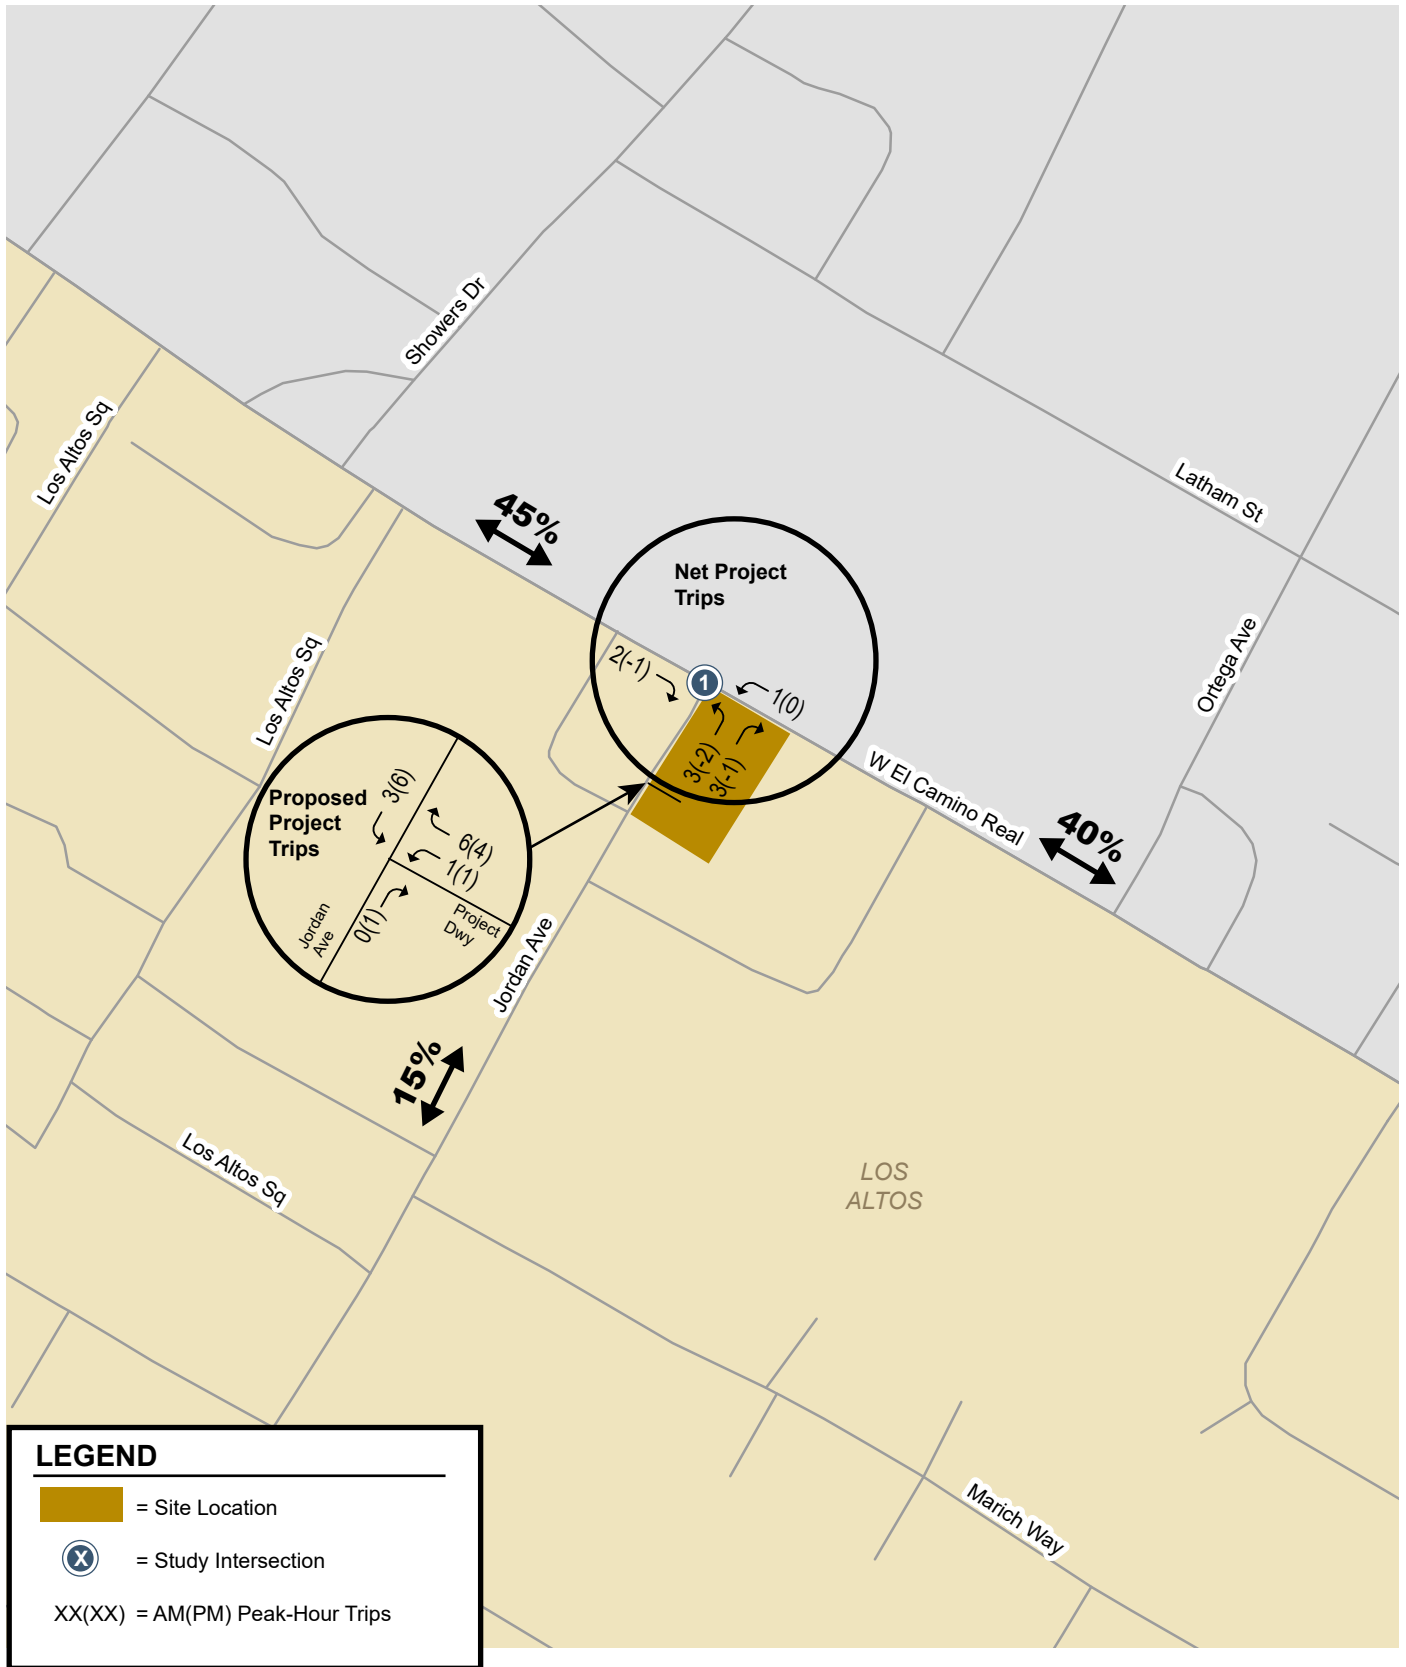 Showers Dr
Los Altos Sq
Latham St
45%
Net Project
Trips
Ortega Ave
2(-1)
1
1(0)
3(-2)
3(-1)
Los Altos Sq
W El Camino Real
40%
Proposed
Project
Trips
3(6)
6(4)
1(1)
0(1)
Jordan
Ave
Project
Dwy
Jordan Ave
15%
Los Altos Sq
LOS
ALTOS
Marich Way
LEGEND
= Site Location
X = Study Intersection
XX(XX) = AM(PM) Peak-Hour Trips